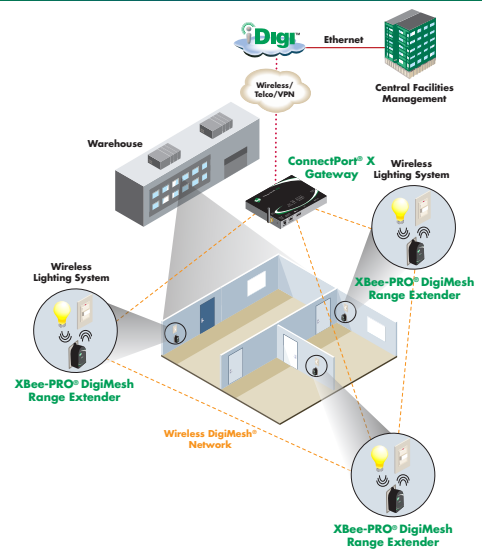 iDigi™
Ethernet
Wireless/
Telco/VPN
Central Facilities
Management
Warehouse
ConnectPort® X
Gateway
Wireless
Lighting System
XBee-PRO® DigiMesh
Range Extender
Wireless
Lighting System
XBee-PRO® DigiMesh
Range Extender
Wireless DigiMesh®
Network
XBee-PRO® DigiMesh
Range Extender